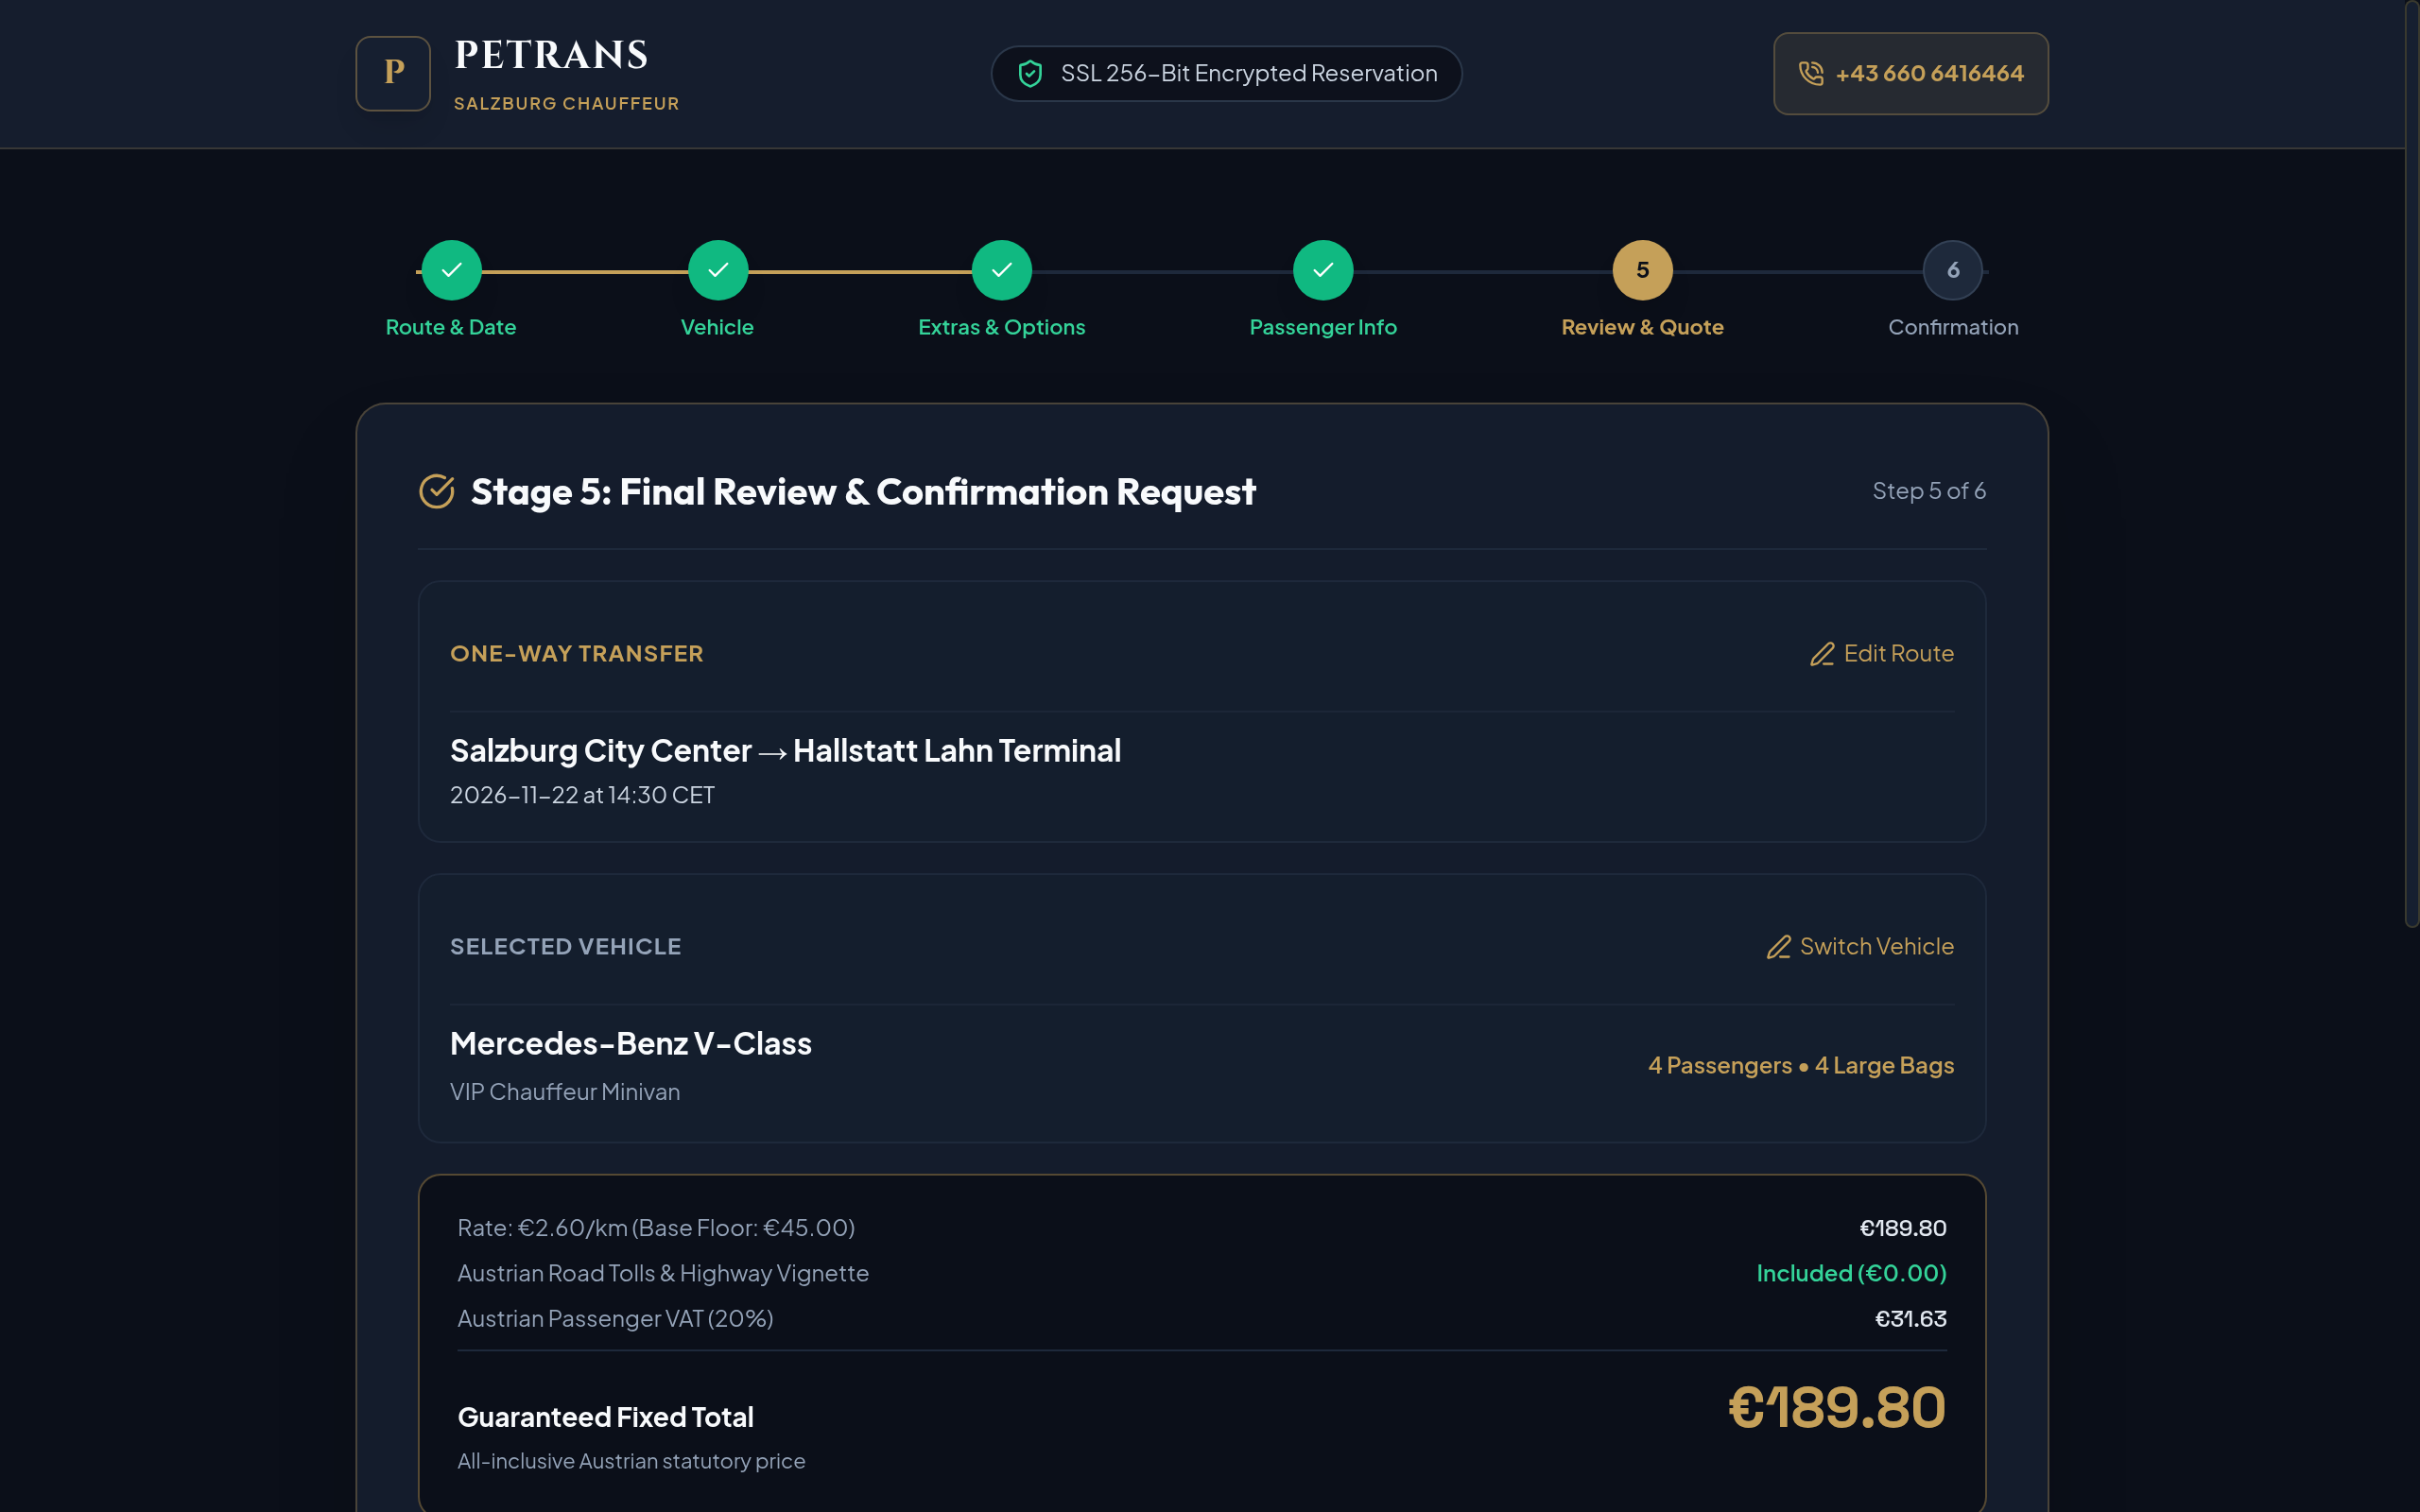 P
PETRANS
SALZBURG CHAUFFEUR
SSL 256-Bit Encrypted Reservation
+43 660 6416464
5
6
Route & Date
Vehicle
Extras & Options
Passenger Info
Review & Quote
Confirmation
Stage 5: Final Review & Confirmation Request
Step 5 of 6
ONE-WAY TRANSFER
Edit Route
Salzburg City Center → Hallstatt Lahn Terminal
2026-11-22 at 14:30 CET
SELECTED VEHICLE
Switch Vehicle
Mercedes-Benz V-Class
VIP Chauffeur Minivan
4 Passengers • 4 Large Bags
Rate: €2.60/km (Base Floor: €45.00)
€189.80
Austrian Road Tolls & Highway Vignette
Included (€0.00)
Austrian Passenger VAT (20%)
€31.63
Guaranteed Fixed Total
€189.80
All-inclusive Austrian statutory price